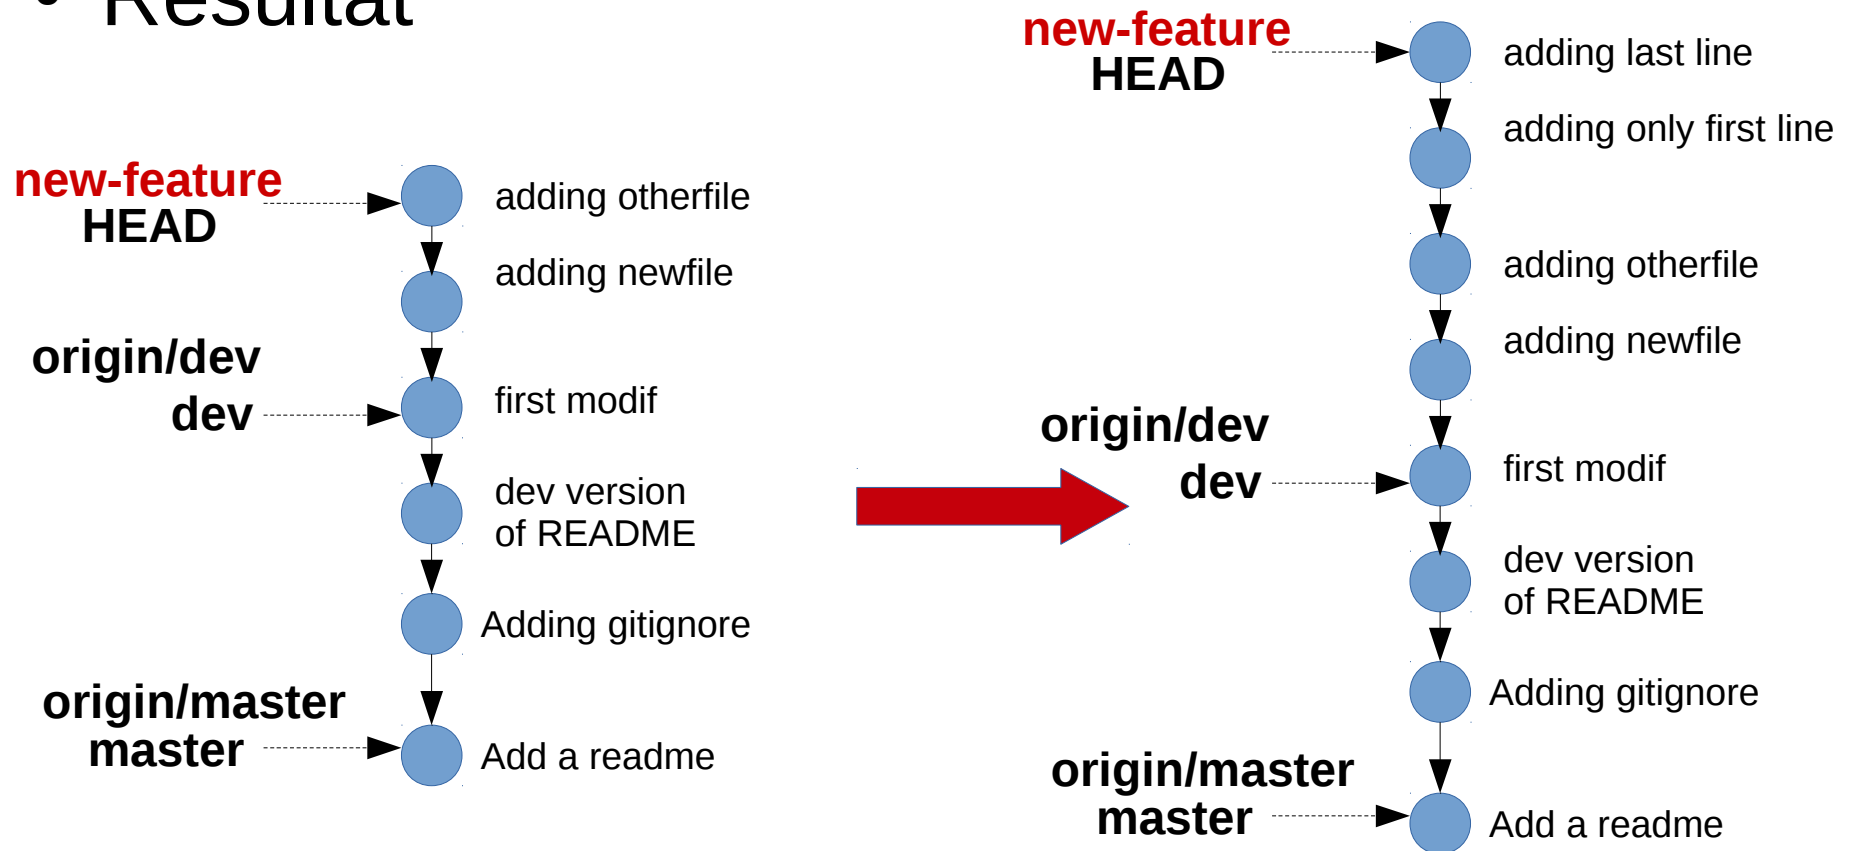 • Résultat
new-feature
HEAD
adding otherfile
adding newfile
origin/dev
dev
first modif
dev version
of README
Adding gitignore
origin/master
master
Add a readme
new-feature
HEAD
adding last line
adding only first line
adding otherfile
adding newfile
origin/dev
dev
first modif
dev version
of README
Adding gitignore
origin/master
master
Add a readme